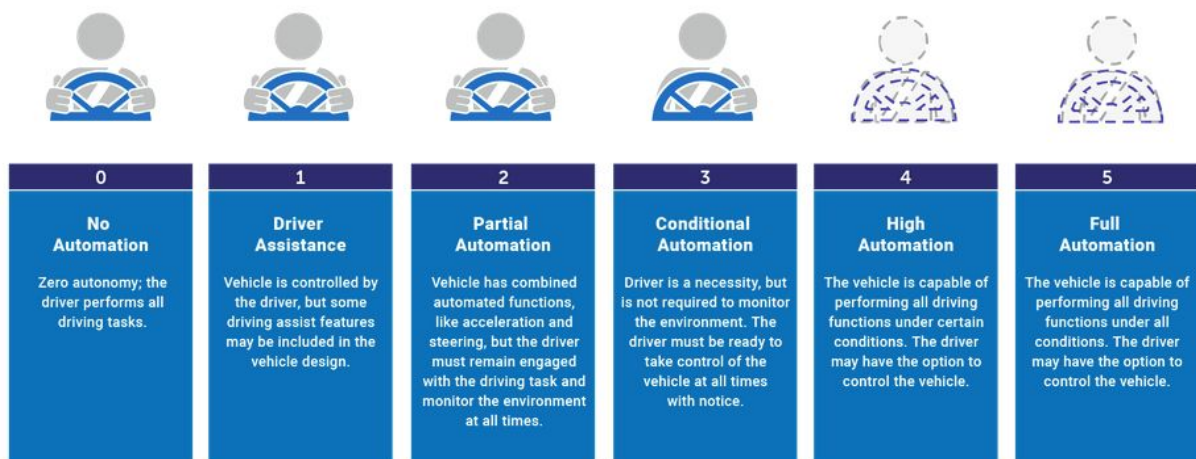 0
No
Automation
Zero autonomy; the
driver performs all
driving tasks.
1
Driver
Assistance
Vehicle is controlled by
the driver, but some
driving assist features
may be included in the
vehicle design.
2
Partial
Automation
Vehicle has combined
automated functions,
like acceleration and
steering, but the driver
must remain engaged
with the driving task and
monitor the environment
at all times.
3
Conditional
Automation
Driver is a necessity, but
is not required to monitor
the environment. The
driver must be ready to
take control of the
vehicle at all times
with notice.
4
High
Automation
The vehicle is capable of
performing all driving
functions under certain
conditions. The driver
may have the option to
control the vehicle.
5
Full
Automation
The vehicle is capable of
performing all driving
functions under all
conditions. The driver
may have the option to
control the vehicle.